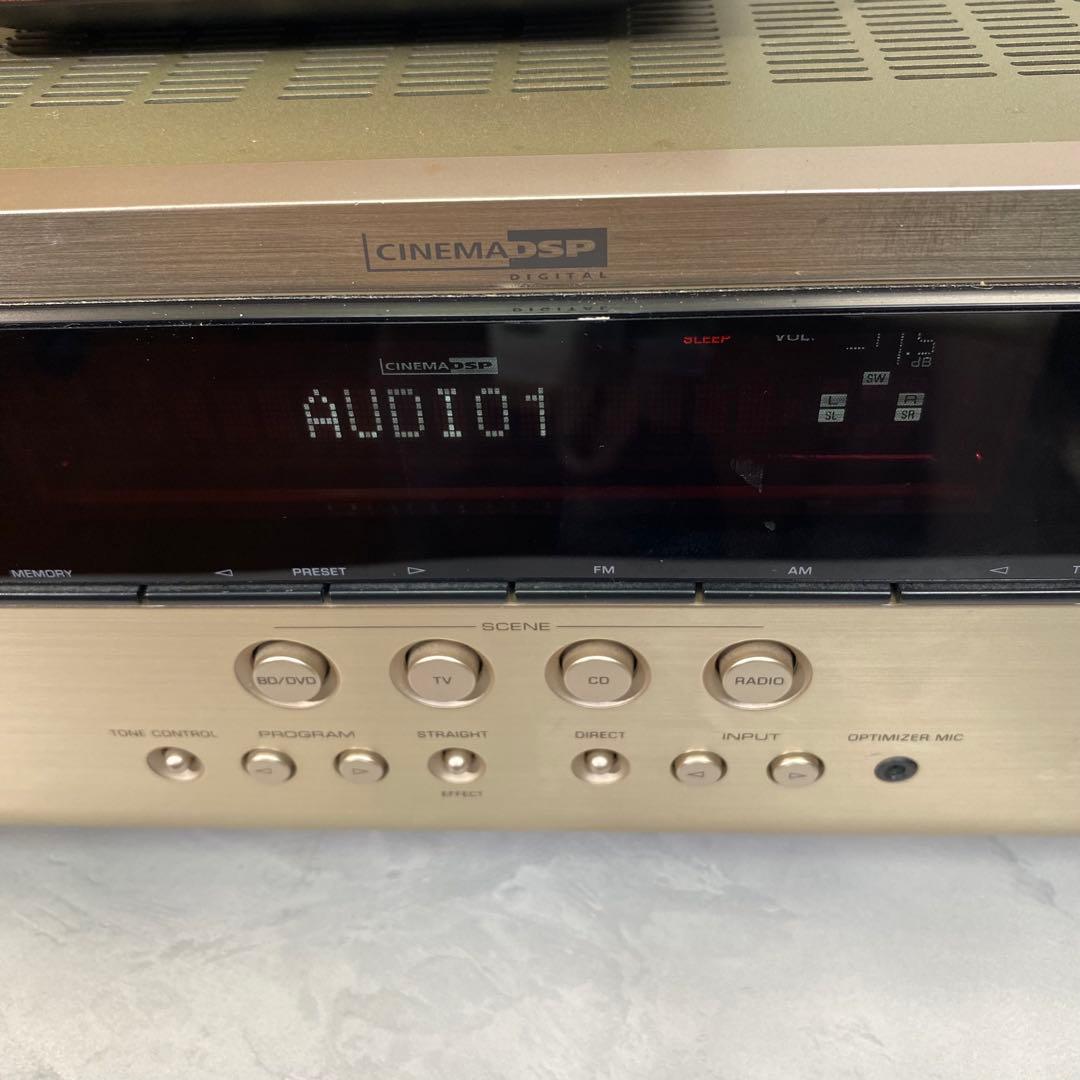 CINEMA DSP
DIGITAL
SLEEP VOL.
CINEMA DSP dB
SW
AUDIO1 L R
SL SR
MEMORY PRESET FM AM
SCENE
BD/DVD TV CD RADIO
TONE CONTROL PROGRAM STRAIGHT DIRECT INPUT OPTIMIZER MIC
EFFECT